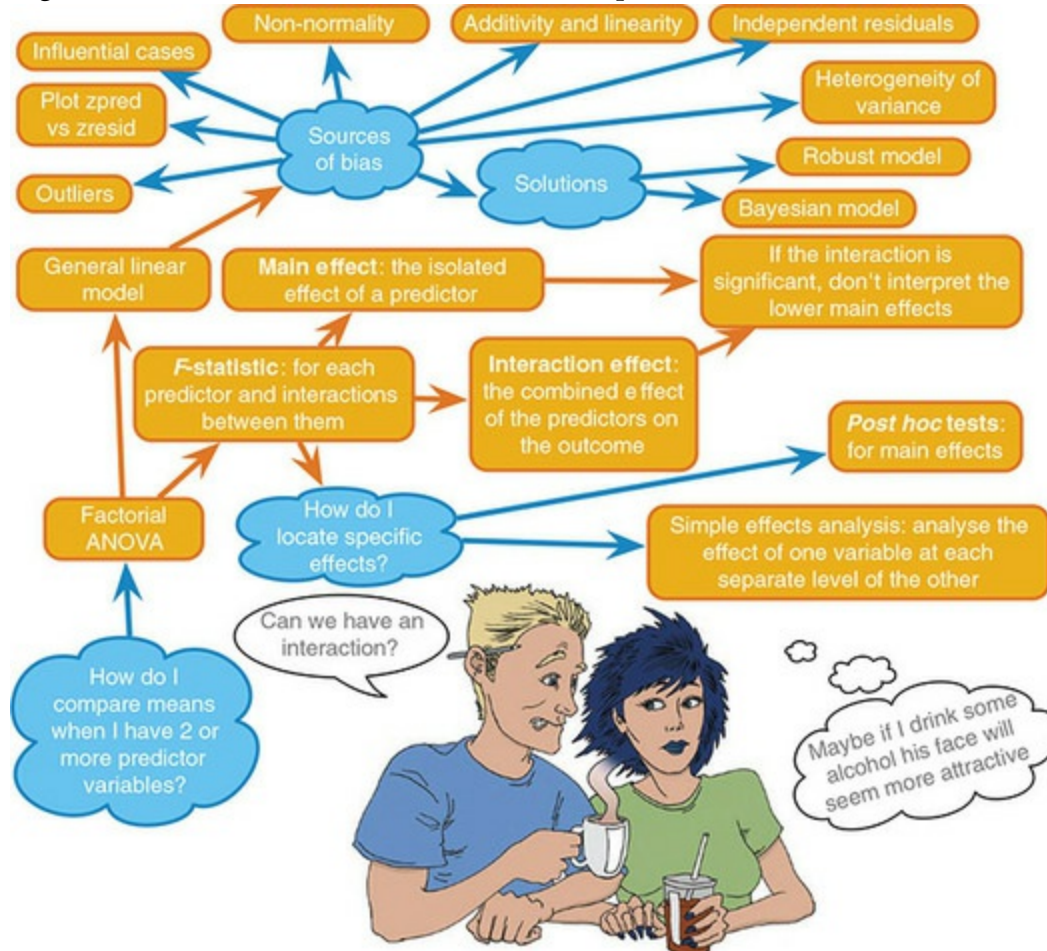 Non-normality
Additivity and linearity
Independent residuals
Influential cases
Plot zpred
vs zresid
Sources
of bias
Heterogeneity of
variance
Outliers
Solutions
Robust model
Bayesian model
General linear
model
Main effect: the isolated
effect of a predictor
If the interaction is
significant, don't interpret the
lower main effects
F-statistic: for each
predictor and interactions
between them
Interaction effect:
the combined effect
of the predictors on
the outcome
Post hoc tests:
for main effects
Factorial
ANOVA
How do I
locate specific
effects?
Simple effects analysis: analyse the
effect of one variable at each
separate level of the other
Can we have an
interaction?
How do I
compare means
when I have 2 or
more predictor
variables?
Maybe if I drink some
alcohol his face will
seem more attractive